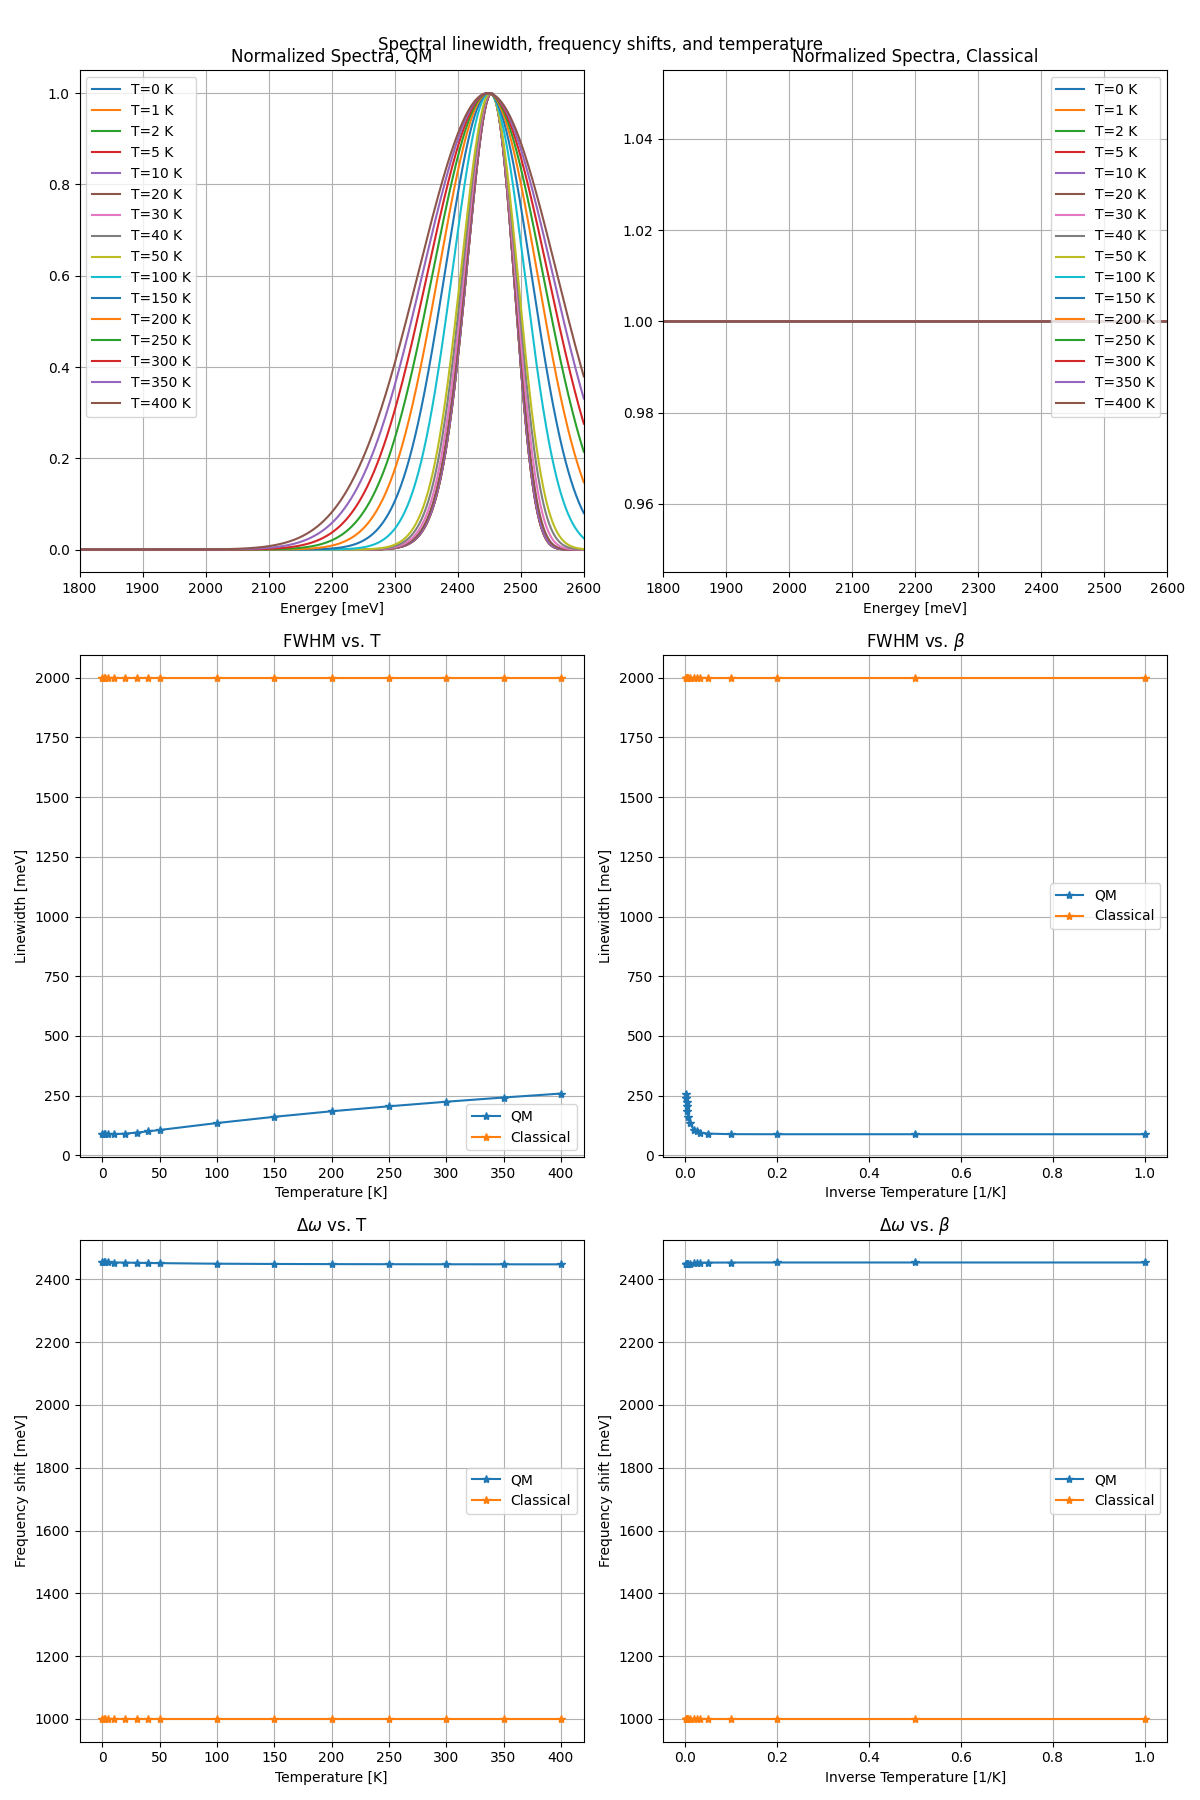 Spectral linewidth, frequency shifts, and temperature
Normalized Spectra, QM
1.0
0.8
0.6
0.4
0.2
0.0
T=0 K
T=1 K
T=2 K
T=5 K
T=10 K
T=20 K
T=30 K
T=40 K
T=50 K
T=100 K
T=150 K
T=200 K
T=250 K
T=300 K
T=350 K
T=400 K
1800 1900 2000 2100 2200 2300 2400 2500 2600
Energey [meV]
Normalized Spectra, Classical
1.04
1.02
1.00
0.98
0.96
T=0 K
T=1 K
T=2 K
T=5 K
T=10 K
T=20 K
T=30 K
T=40 K
T=50 K
T=100 K
T=150 K
T=200 K
T=250 K
T=300 K
T=350 K
T=400 K
1800 1900 2000 2100 2200 2300 2400 2500 2600
Energey [meV]
FWHM vs. T
Linewidth [meV]
2000
1750
1500
1250
1000
750
500
250
0
QM
Classical
0 50 100 150 200 250 300 350 400
Temperature [K]
FWHM vs. β
Linewidth [meV]
2000
1750
1500
1250
1000
750
500
250
0
QM
Classical
0.0 0.2 0.4 0.6 0.8 1.0
Inverse Temperature [1/K]
Δω vs. T
Frequency shift [meV]
2400
2200
2000
1800
1600
1400
1200
1000
QM
Classical
0 50 100 150 200 250 300 350 400
Temperature [K]
Δω vs. β
Frequency shift [meV]
2400
2200
2000
1800
1600
1400
1200
1000
QM
Classical
0.0 0.2 0.4 0.6 0.8 1.0
Inverse Temperature [1/K]